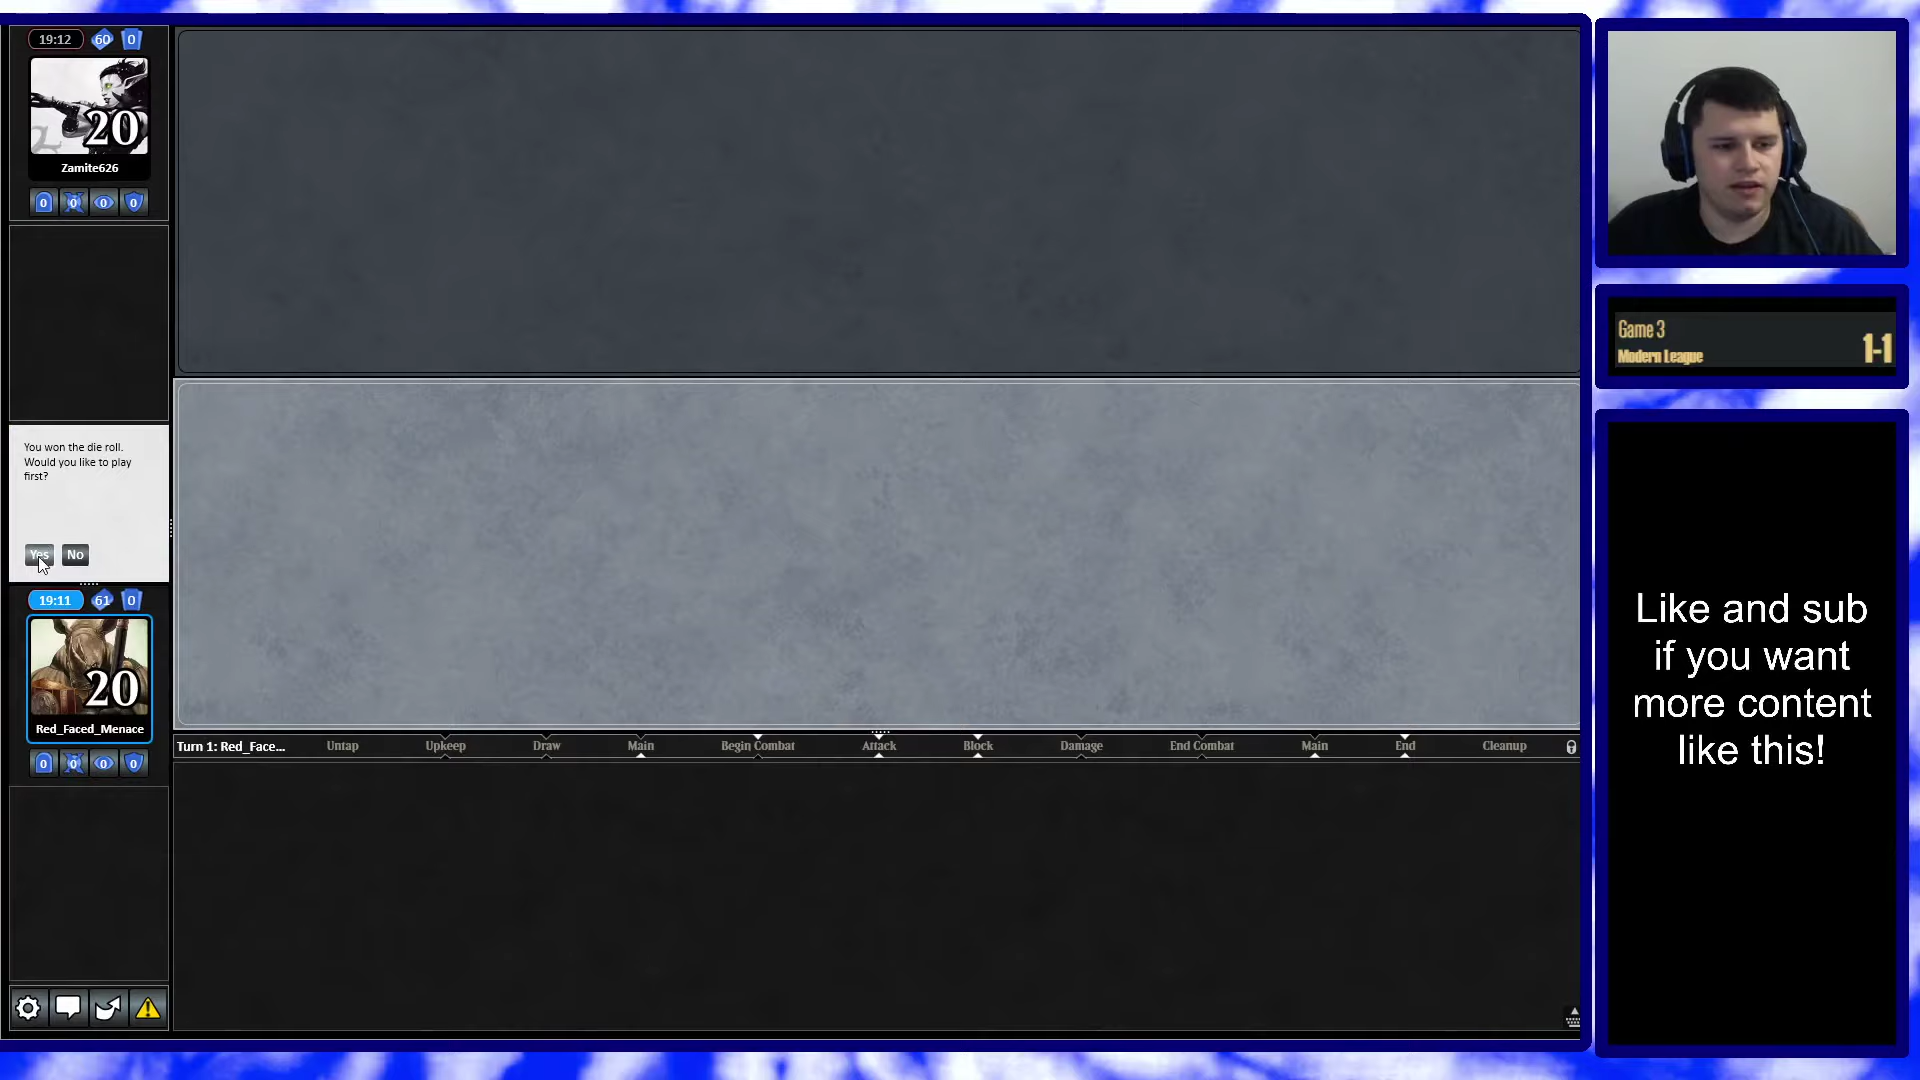 19:12 60 0
20
Zamite626
0 0 0 0
You won the die roll.
Would you like to play
first?
Yes No
19:11 61 0
20
Red_Faced_Menace
0 0 0 0
Turn 1: Red_Face... Untap Upkeep Draw Main Begin Combat Attack Block Damage End Combat Main End Cleanup
Game 3
Modern League
1-1
Like and sub
if you want
more content
like this!